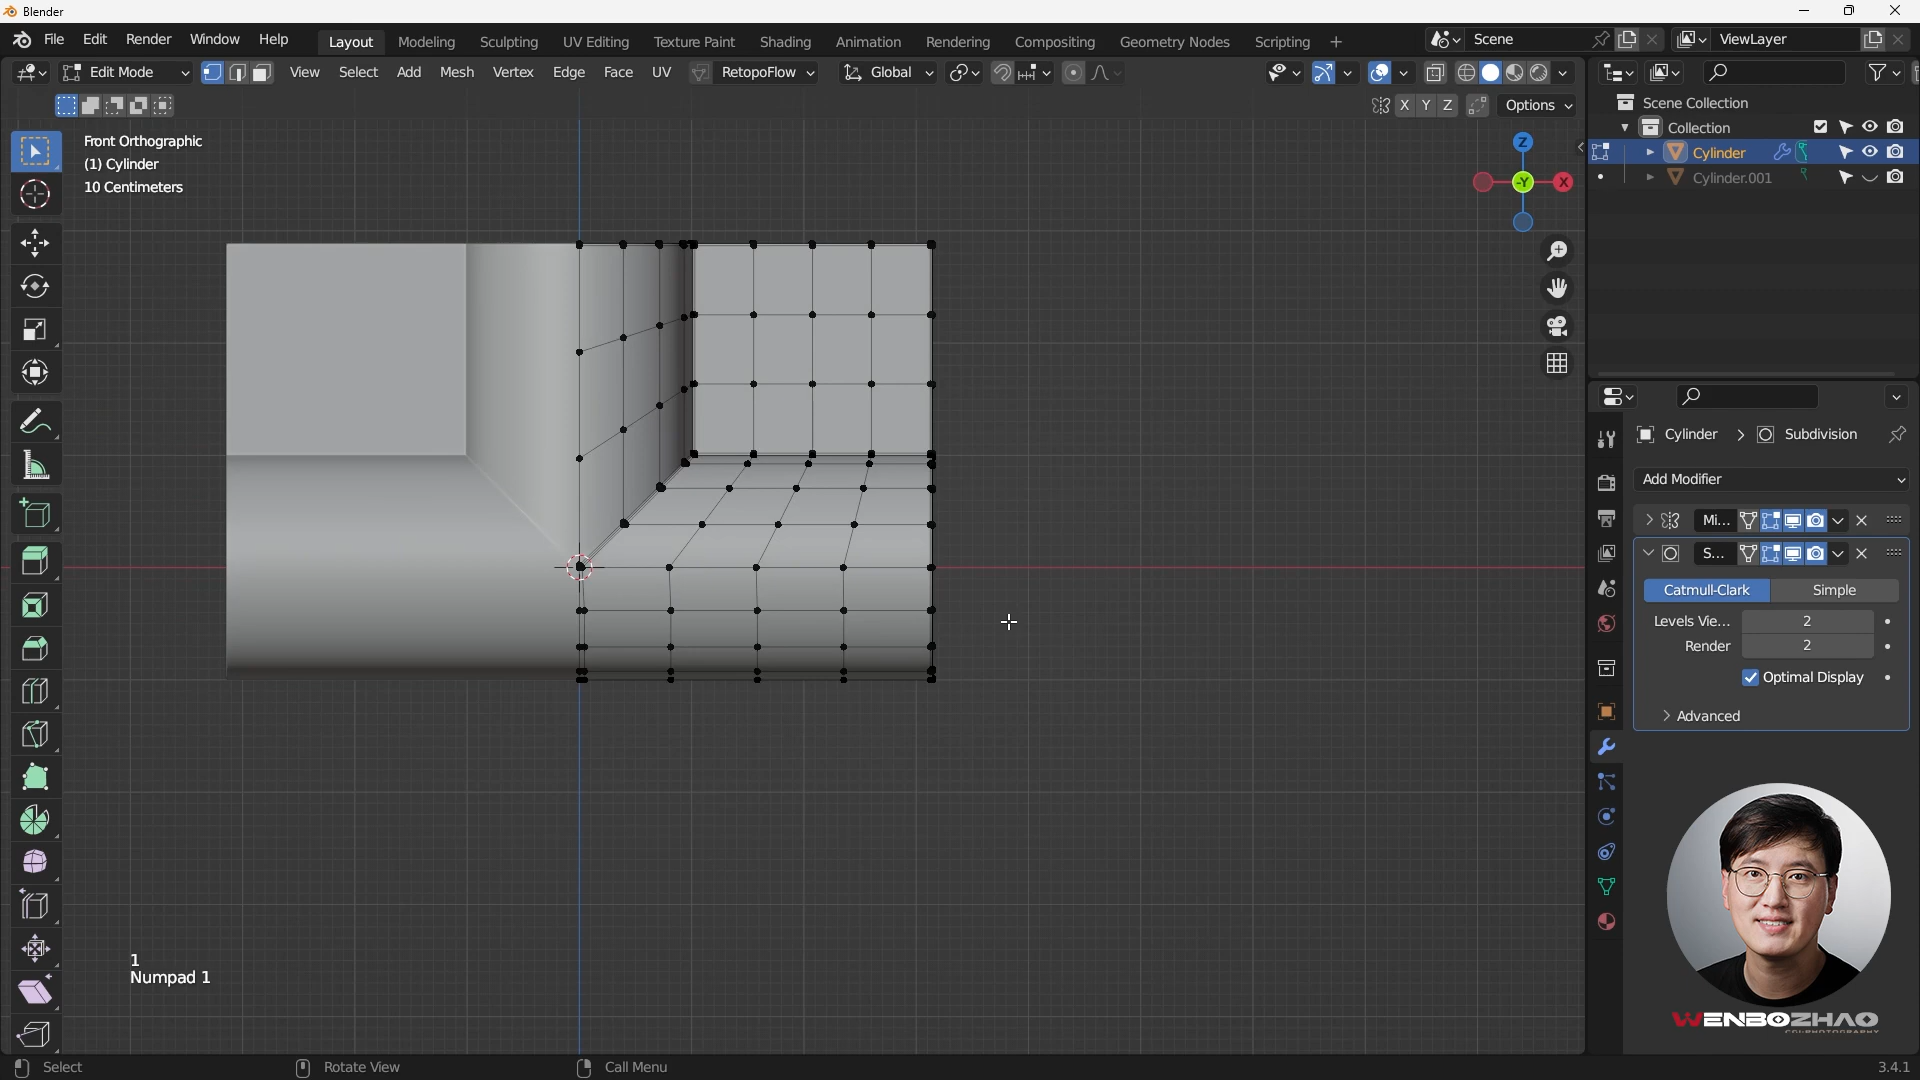 Blender
File Edit Render Window Help Layout Modeling Sculpting UV Editing Texture Paint Shading Animation Rendering Compositing Geometry Nodes Scripting + Scene ViewLayer
Edit Mode View Select Add Mesh Vertex Edge Face UV RetopoFlow Global
X Y Z Options
Front Orthographic
(1) Cylinder
10 Centimeters
Z
-Y
X
Scene Collection
Collection
Cylinder
Cylinder.001
Cylinder > Subdivision
Add Modifier
Mi...
S...
Catmull-Clark Simple
Levels Vie... 2
Render 2
Optimal Display
Advanced
1
Numpad 1
WENBOZHAO
Select Rotate View Call Menu 3.4.1